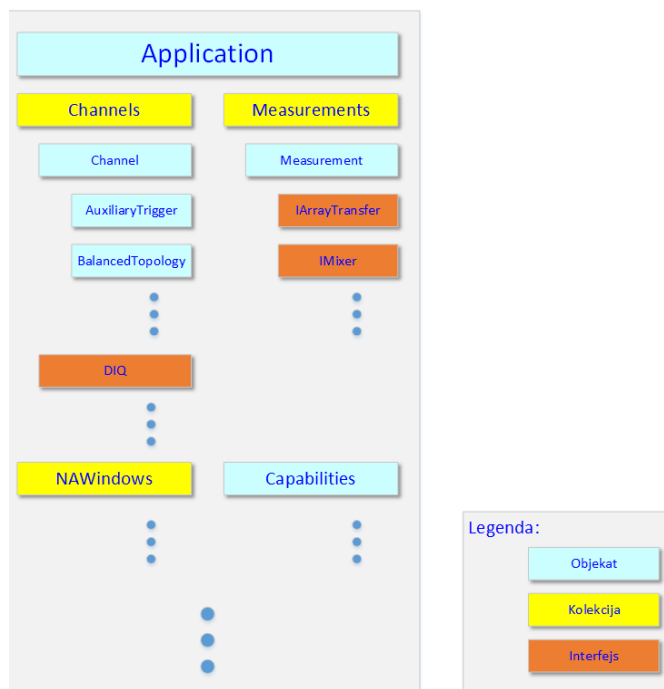 Application
Channels
Measurements
Channel
Measurement
AuxiliaryTrigger
IArrayTransfer
BalancedTopology
IMixer
DIQ
NAWindows
Capabilities
Legenda:
Objekat
Kolekcija
Interfejs